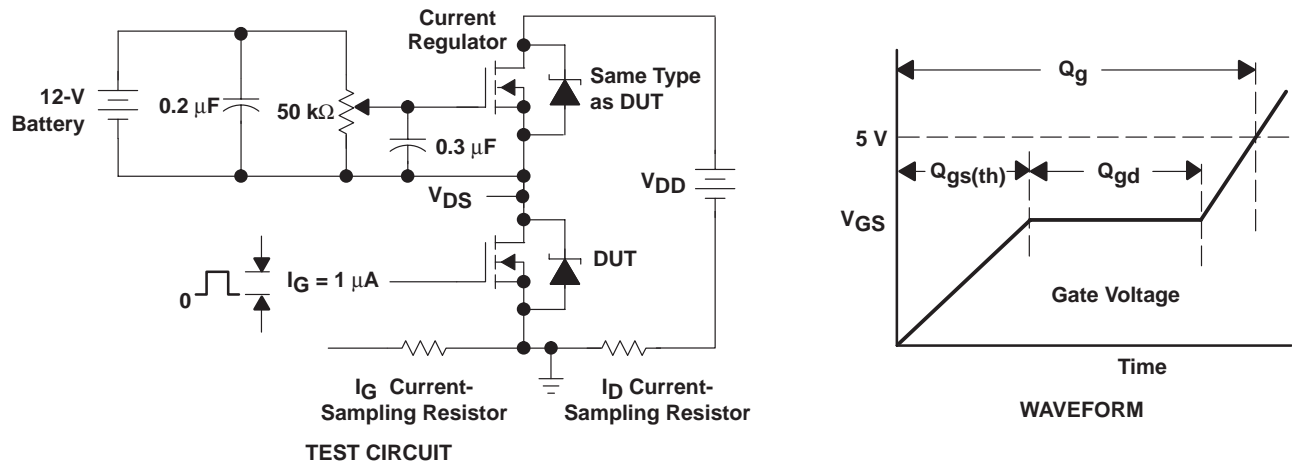 Current
Regulator
12-V
Battery
0.2 µF
50 kΩ
0.3 µF
Same Type
as DUT
VDD
VDS
DUT
0
IG = 1 µA
IG Current-
Sampling Resistor
ID Current-
Sampling Resistor
TEST CIRCUIT
Qg
5 V
Qgs(th)
Qgd
VGS
Gate Voltage
Time
WAVEFORM